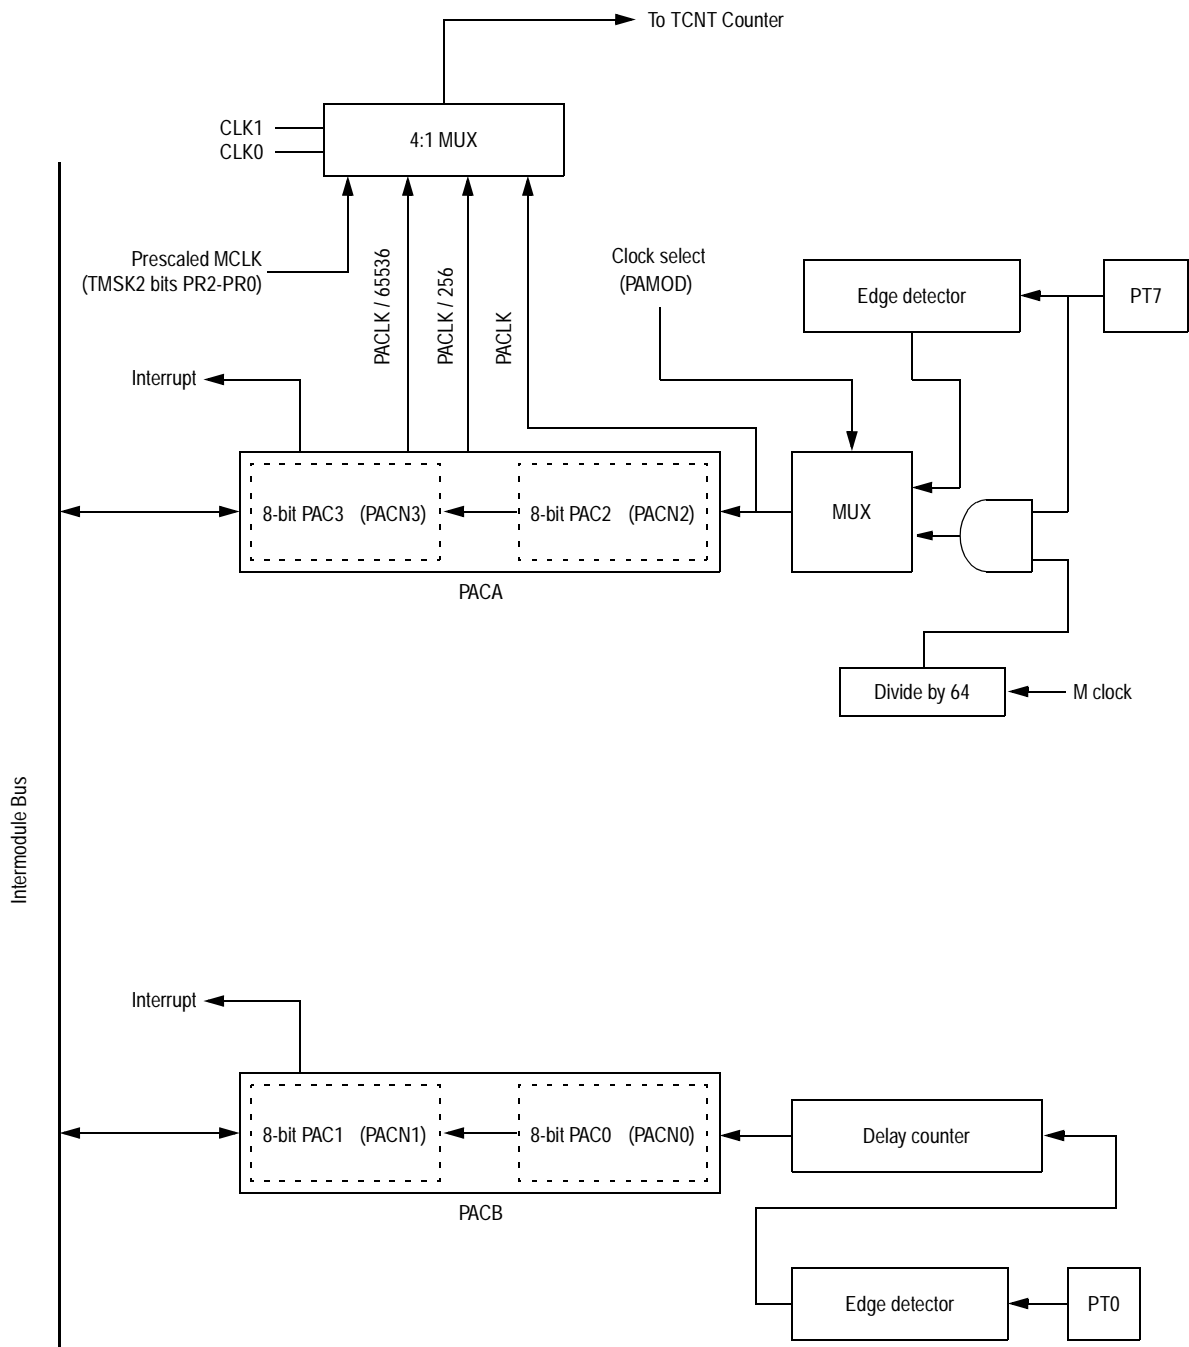 To TCNT Counter
CLK1
CLK0
4:1 MUX
Prescaled MCLK
(TMSK2 bits PR2-PR0)
PACLK / 65536
PACLK / 256
PACLK
Clock select
(PAMOD)
Edge detector
PT7
Interrupt
8-bit PAC3 (PACN3)
8-bit PAC2 (PACN2)
MUX
PACA
Divide by 64
M clock
Intermodule Bus
Interrupt
8-bit PAC1 (PACN1)
8-bit PAC0 (PACN0)
Delay counter
PACB
Edge detector
PT0